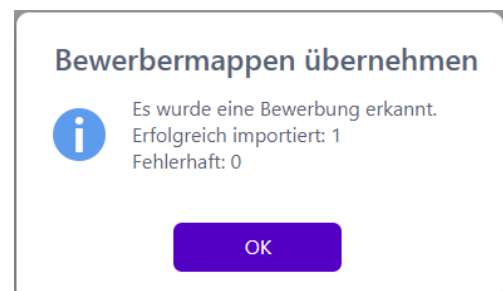 Bewerbermappen übernehmen
Es wurde eine Bewerbung erkannt.
Erfolgreich importiert: 1
Fehlerhaft: 0
OK